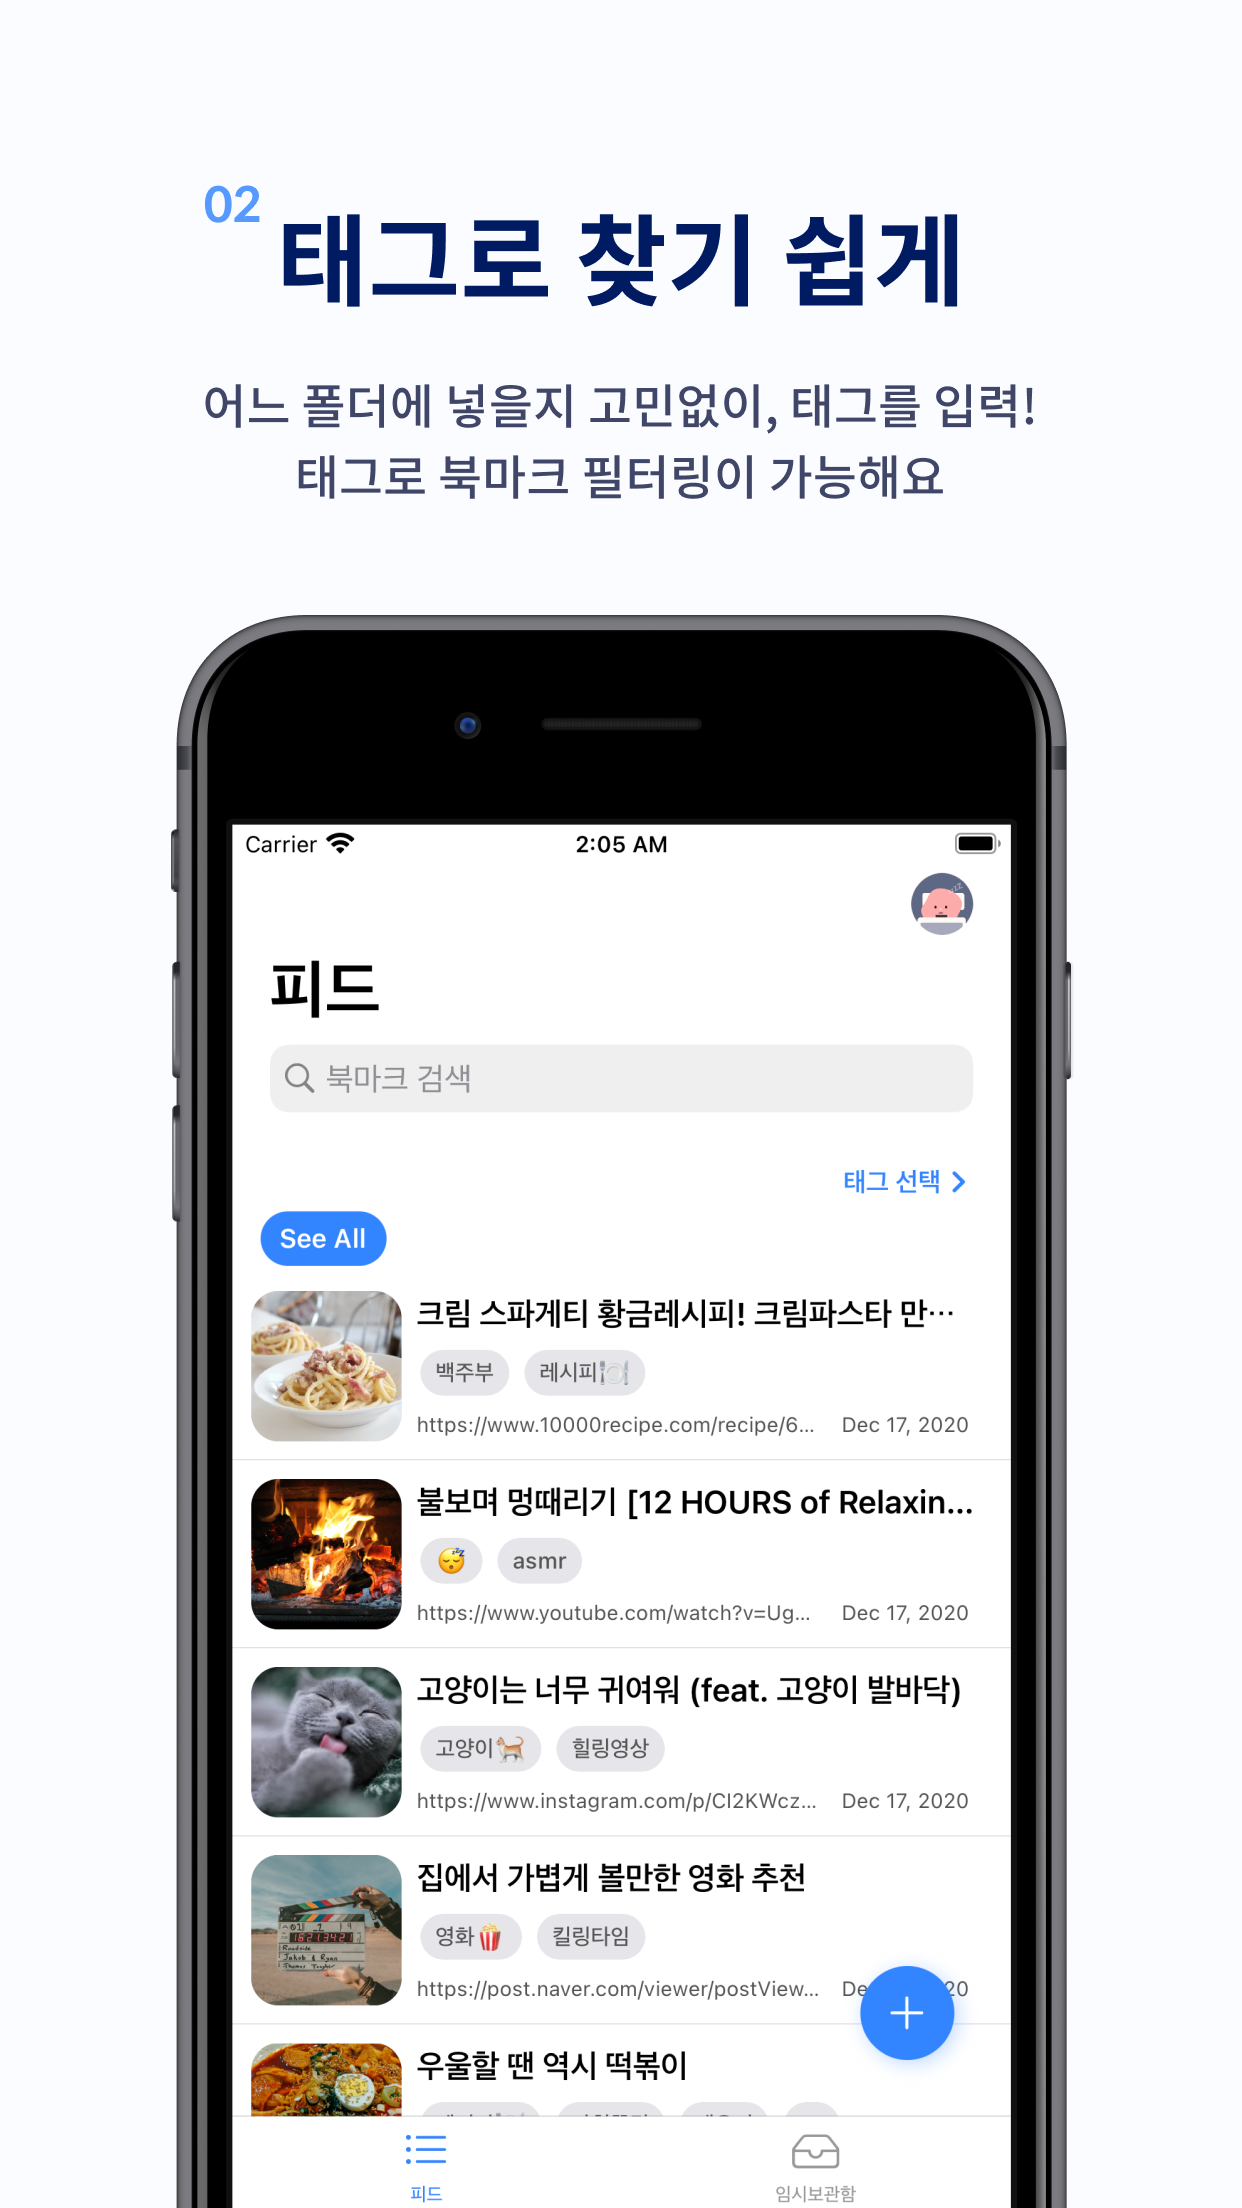 02
태그로 찾기 쉽게
어느 폴더에 넣을지 고민없이, 태그를 입력!
태그로 북마크 필터링이 가능해요
Carrier 2:05 AM
피드
북마크 검색
태그 선택
See All
크림 스파게티 황금레시피! 크림파스타 만…
백주부 레시피🍽
https://www.10000recipe.com/recipe/6... Dec 17, 2020
불보며 멍때리기 [12 HOURS of Relaxin...
😴 asmr
https://www.youtube.com/watch?v=Ug... Dec 17, 2020
고양이는 너무 귀여워 (feat. 고양이 발바닥)
고양이🐈 힐링영상
https://www.instagram.com/p/CI2KWcz... Dec 17, 2020
집에서 가볍게 볼만한 영화 추천
영화🍿 킬링타임
https://post.naver.com/viewer/postView... De 20
우울할 땐 역시 떡볶이
피드 임시보관함